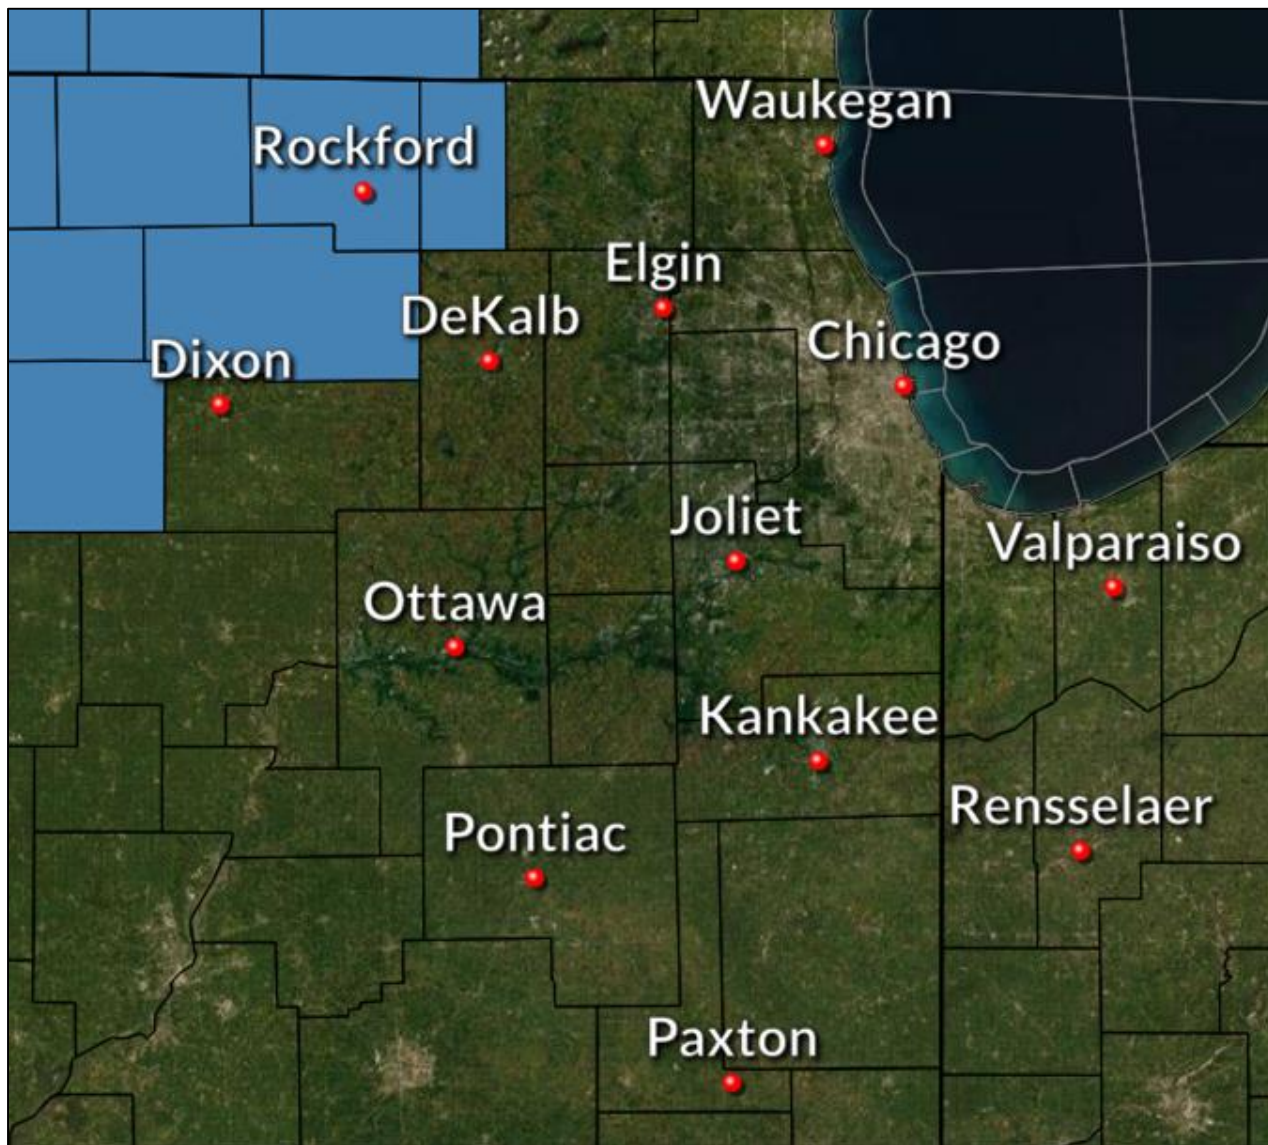 Waukegan
Rockford
Elgin
DeKalb
Chicago
Dixon
Joliet
Valparaiso
Ottawa
Kankakee
Rensselaer
Pontiac
Paxton